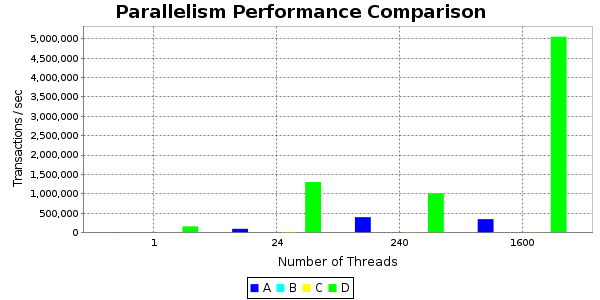 Parallelism Performance Comparison
Transactions / sec
5,000,000
4,500,000
4,000,000
3,500,000
3,000,000
2,500,000
2,000,000
1,500,000
1,000,000
500,000
0
1 24 240 1600
Number of Threads
A B C D